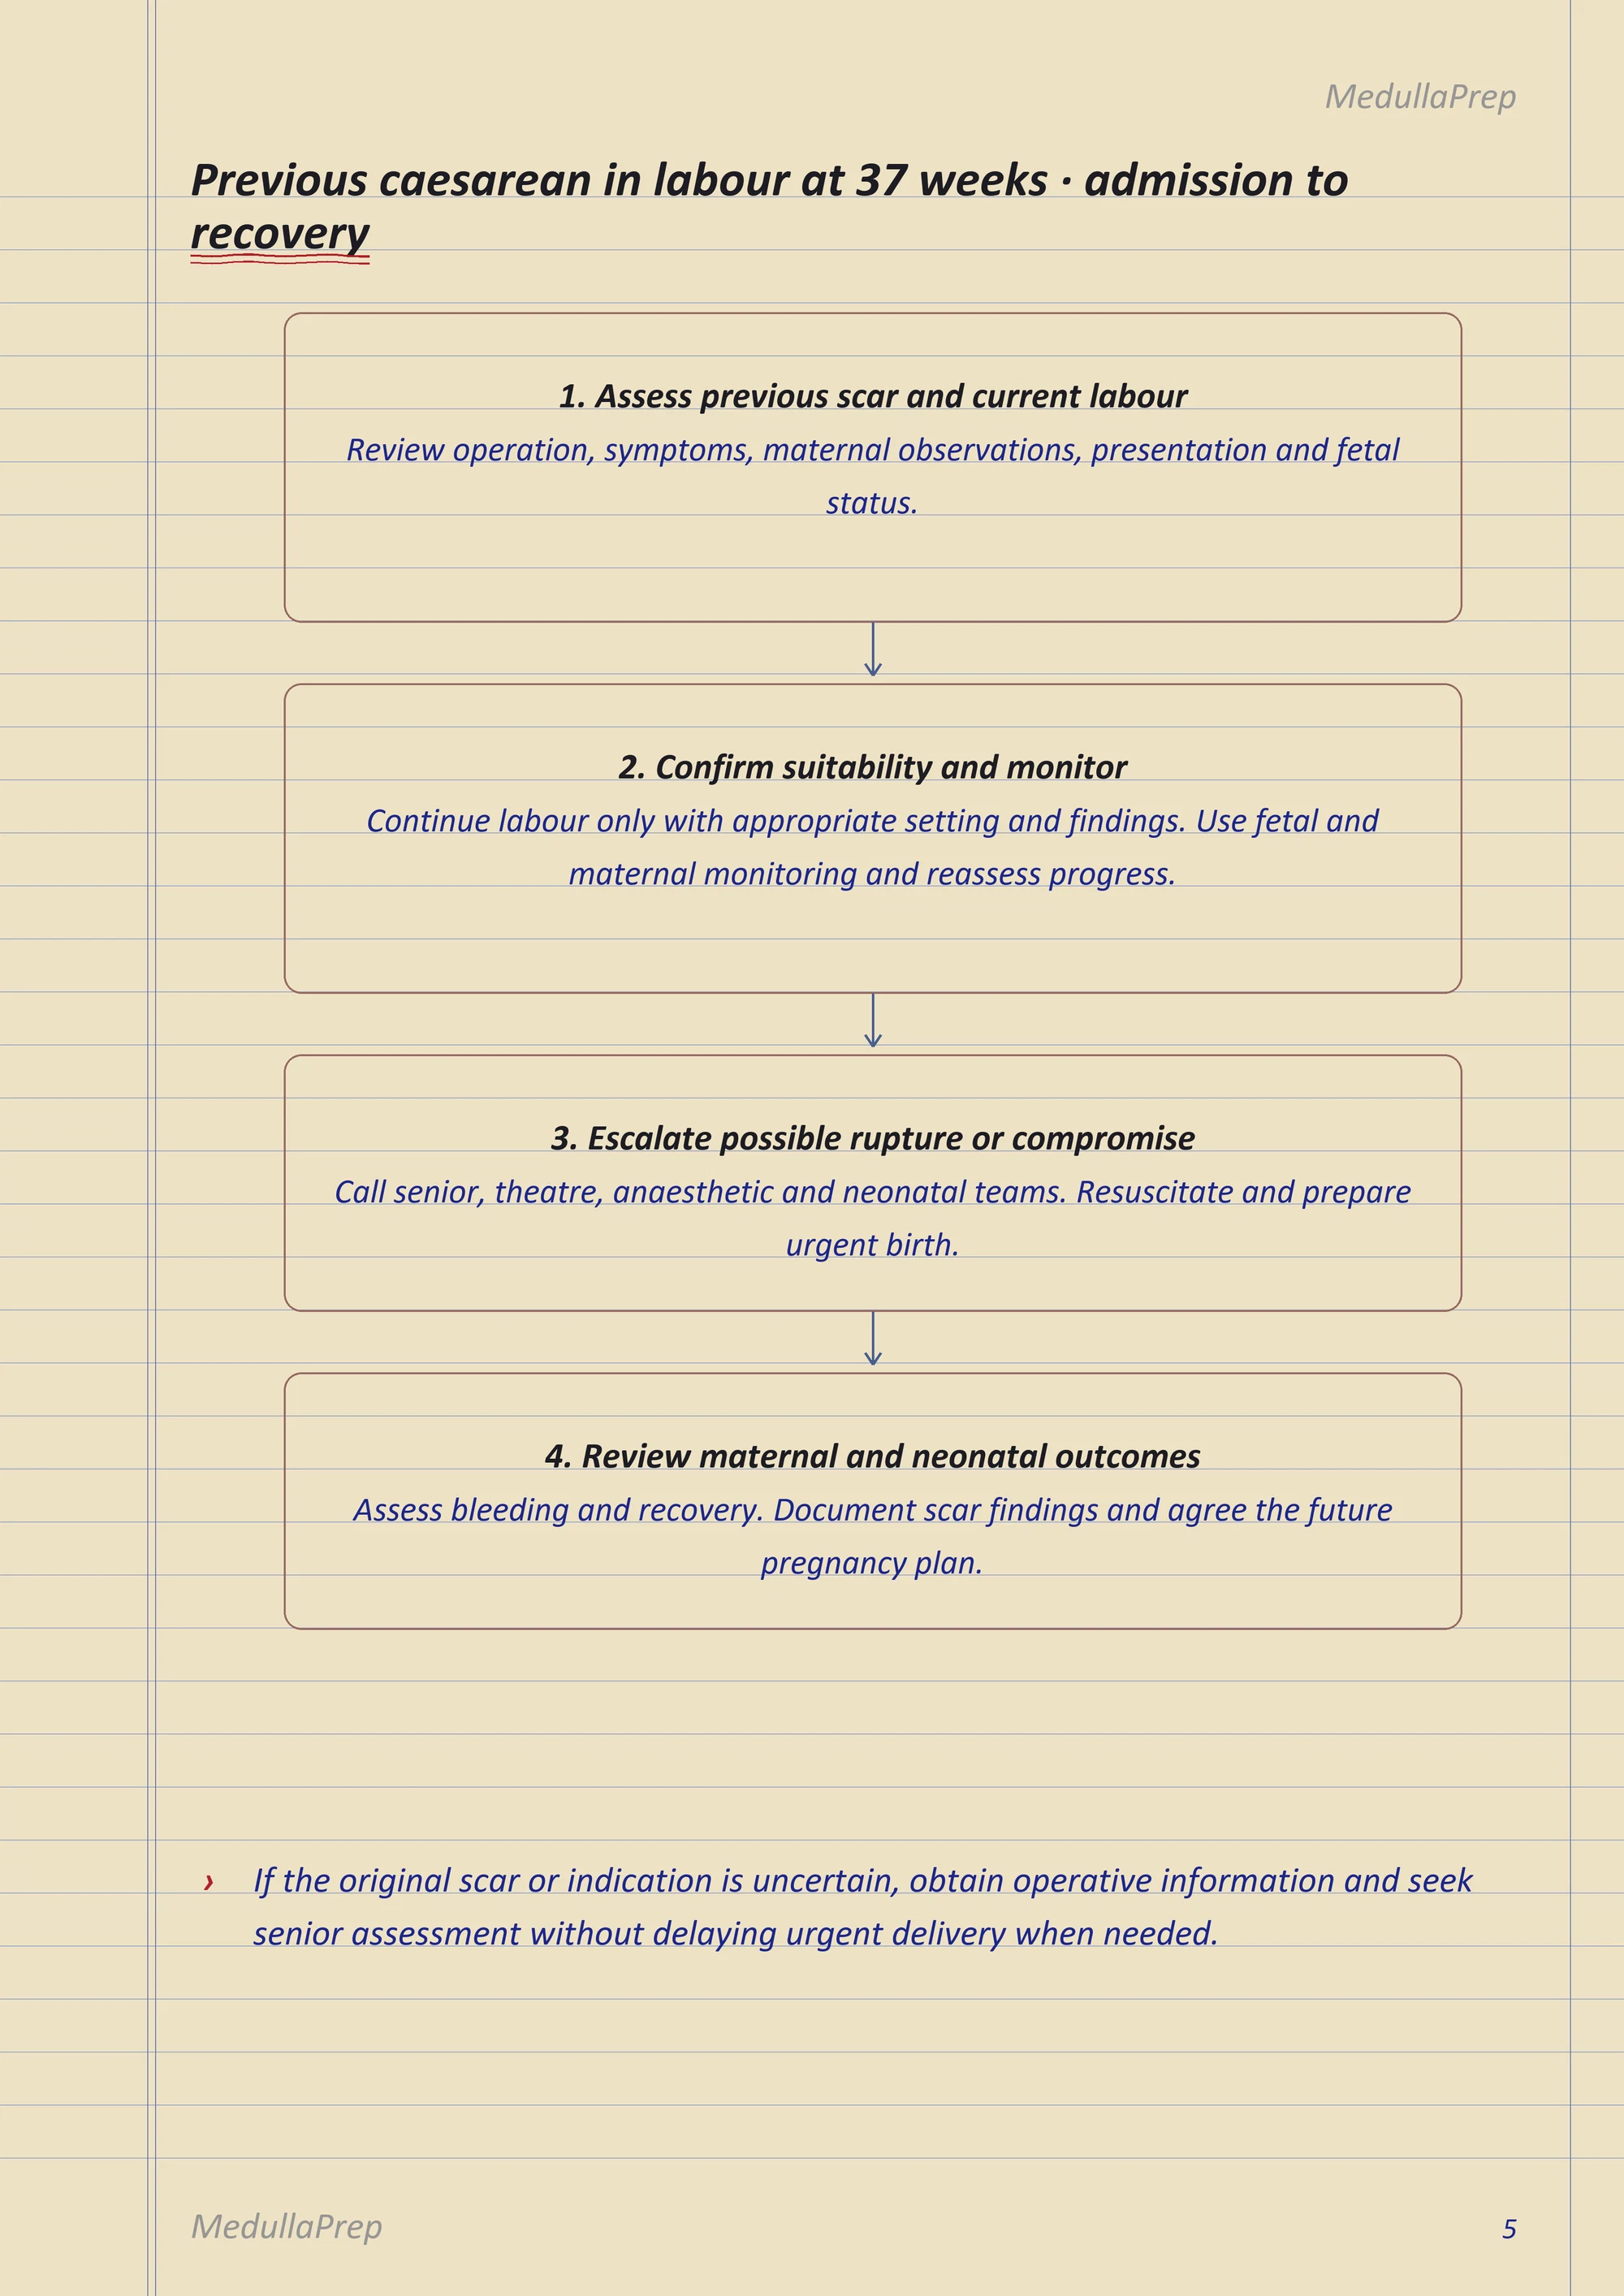 MedullaPrep
Previous caesarean in labour at 37 weeks · admission to
recovery
1. Assess previous scar and current labour
Review operation, symptoms, maternal observations, presentation and fetal
status.
2. Confirm suitability and monitor
Continue labour only with appropriate setting and findings. Use fetal and
maternal monitoring and reassess progress.
3. Escalate possible rupture or compromise
Call senior, theatre, anaesthetic and neonatal teams. Resuscitate and prepare
urgent birth.
4. Review maternal and neonatal outcomes
Assess bleeding and recovery. Document scar findings and agree the future
pregnancy plan.
› If the original scar or indication is uncertain, obtain operative information and seek
senior assessment without delaying urgent delivery when needed.
MedullaPrep
5